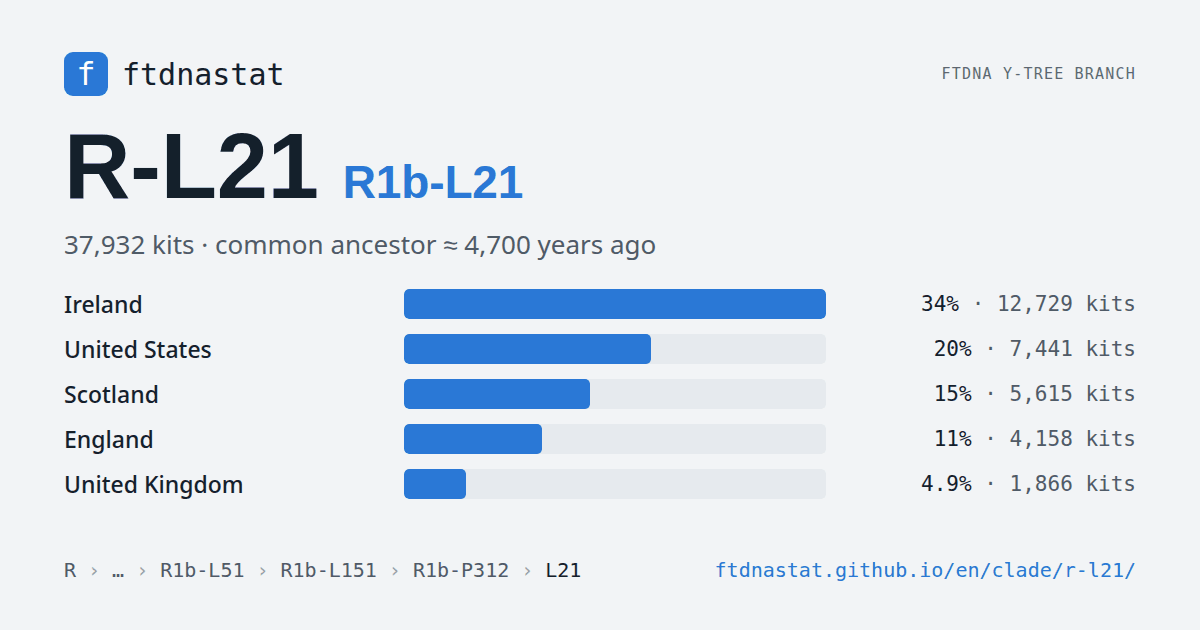 f ftdnastat
FTDNA Y-TREE BRANCH
R-L21 R1b-L21
37,932 kits · common ancestor ≈ 4,700 years ago
Ireland 34% · 12,729 kits
United States 20% · 7,441 kits
Scotland 15% · 5,615 kits
England 11% · 4,158 kits
United Kingdom 4.9% · 1,866 kits
R › … › R1b-L51 › R1b-L151 › R1b-P312 › L21
ftdnastat.github.io/en/clade/r-l21/